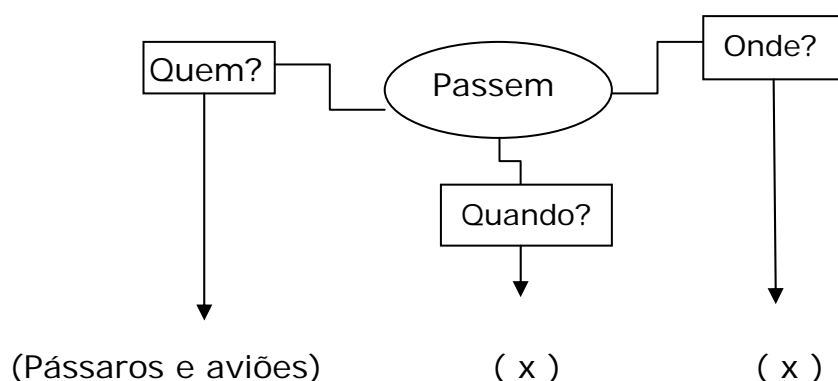 Quem?
Passem
Onde?
Quando?
(Pássaros e aviões) ( x ) ( x )